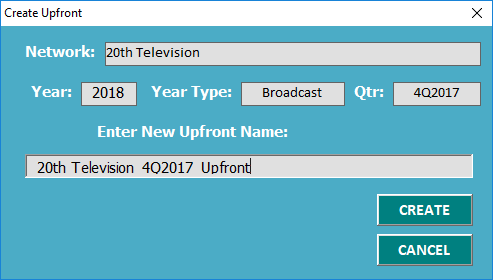 Create Upfront
Network: 20th Television
Year: 2018 Year Type: Broadcast Qtr: 4Q2017
Enter New Upfront Name:
20th Television 4Q2017 Upfront
CREATE
CANCEL